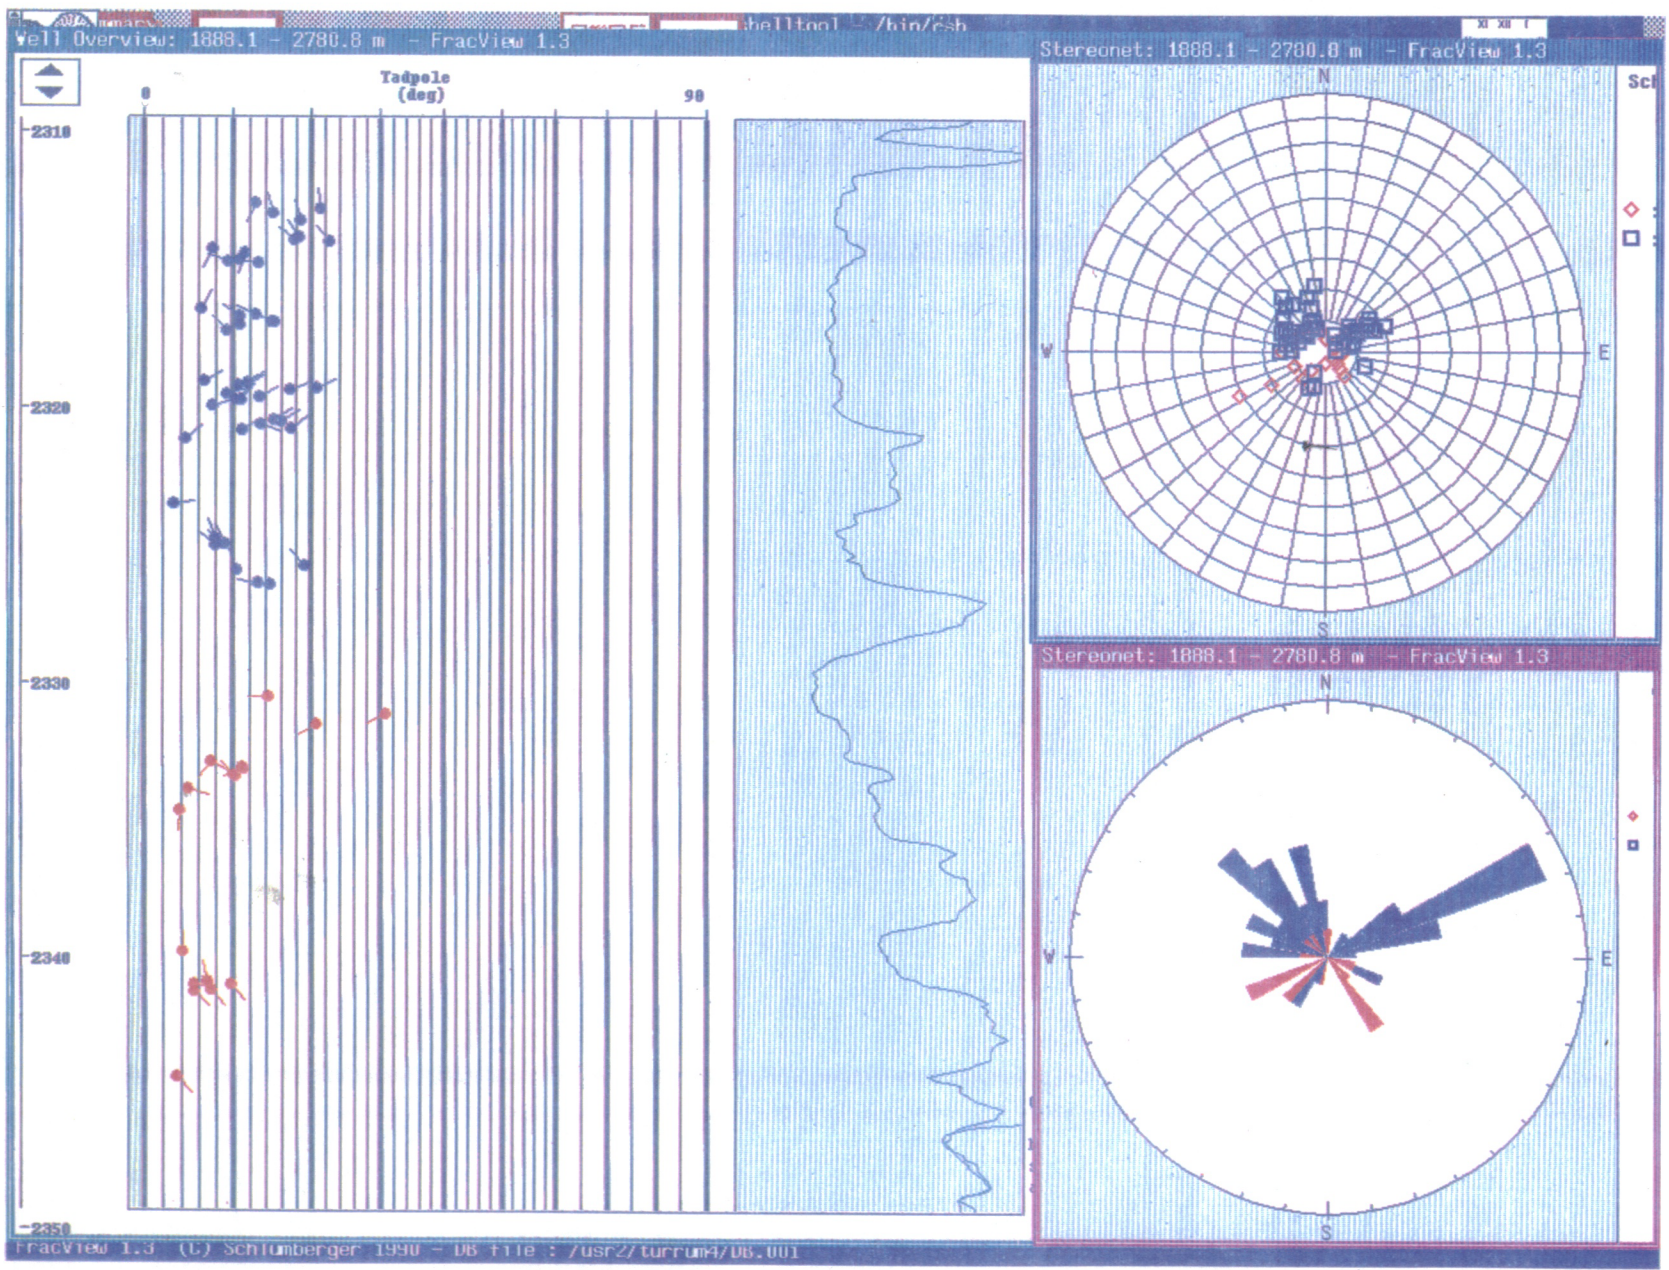 shelltool - /bin/csh
XI XII I
Well Overview: 1888.1 - 2780.8 m - FracView 1.3
Tadpole
(deg)
0 90
2310
2320
2330
2340
2350
Stereonet: 1888.1 - 2780.8 m - FracView 1.3
N
W E
S
Stereonet: 1888.1 - 2780.8 m - FracView 1.3
N
W E
S
FracView 1.3 (C) Schlumberger 1990 - DB file : /usr2/turrum4/DB.001